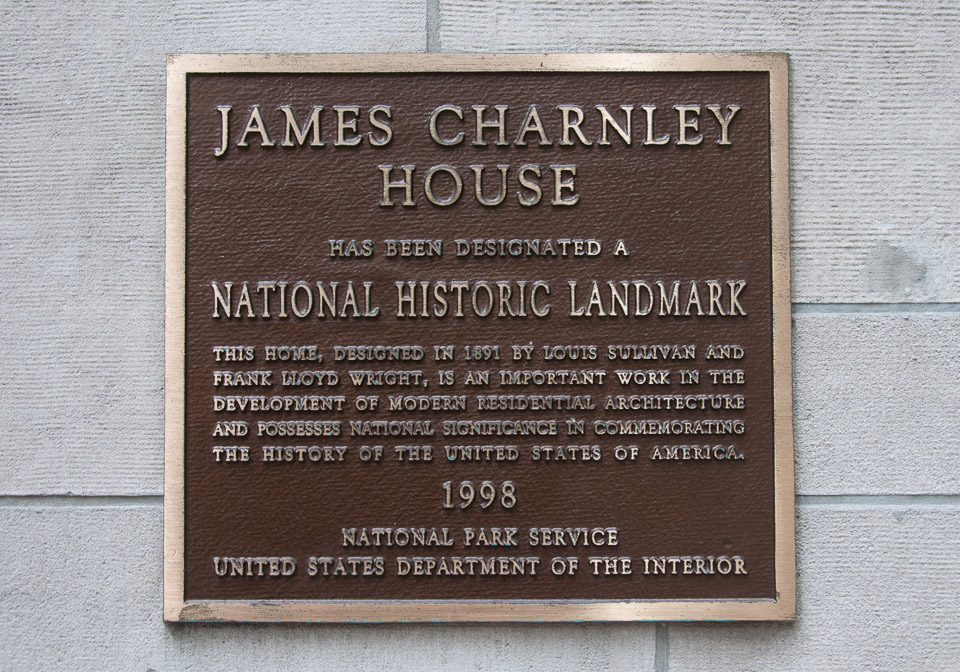 JAMES CHARNLEY
HOUSE
HAS BEEN DESIGNATED A
NATIONAL HISTORIC LANDMARK
THIS HOME, DESIGNED IN 1891 BY LOUIS SULLIVAN AND
FRANK LLOYD WRIGHT, IS AN IMPORTANT WORK IN THE
DEVELOPMENT OF MODERN RESIDENTIAL ARCHITECTURE
AND POSSESSES NATIONAL SIGNIFICANCE IN COMMEMORATING
THE HISTORY OF THE UNITED STATES OF AMERICA.
1998
NATIONAL PARK SERVICE
UNITED STATES DEPARTMENT OF THE INTERIOR